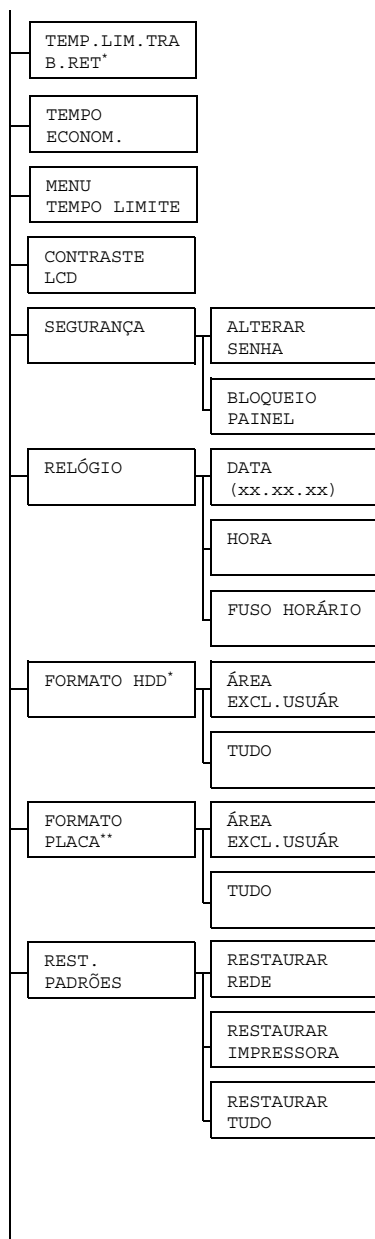 TEMP.LIM.TRA
B.RET*
TEMPO
ECONOM.
MENU
TEMPO LIMITE
CONTRASTE
LCD
SEGURANÇA
ALTERAR
SENHA
BLOQUEIO
PAINEL
RELÓGIO
DATA
(xx.xx.xx)
HORA
FUSO HORÁRIO
FORMATO HDD*
ÁREA
EXCL.USUÁR
TUDO
FORMATO
PLACA**
ÁREA
EXCL.USUÁR
TUDO
REST.
PADRÕES
RESTAURAR
REDE
RESTAURAR
IMPRESSORA
RESTAURAR
TUDO